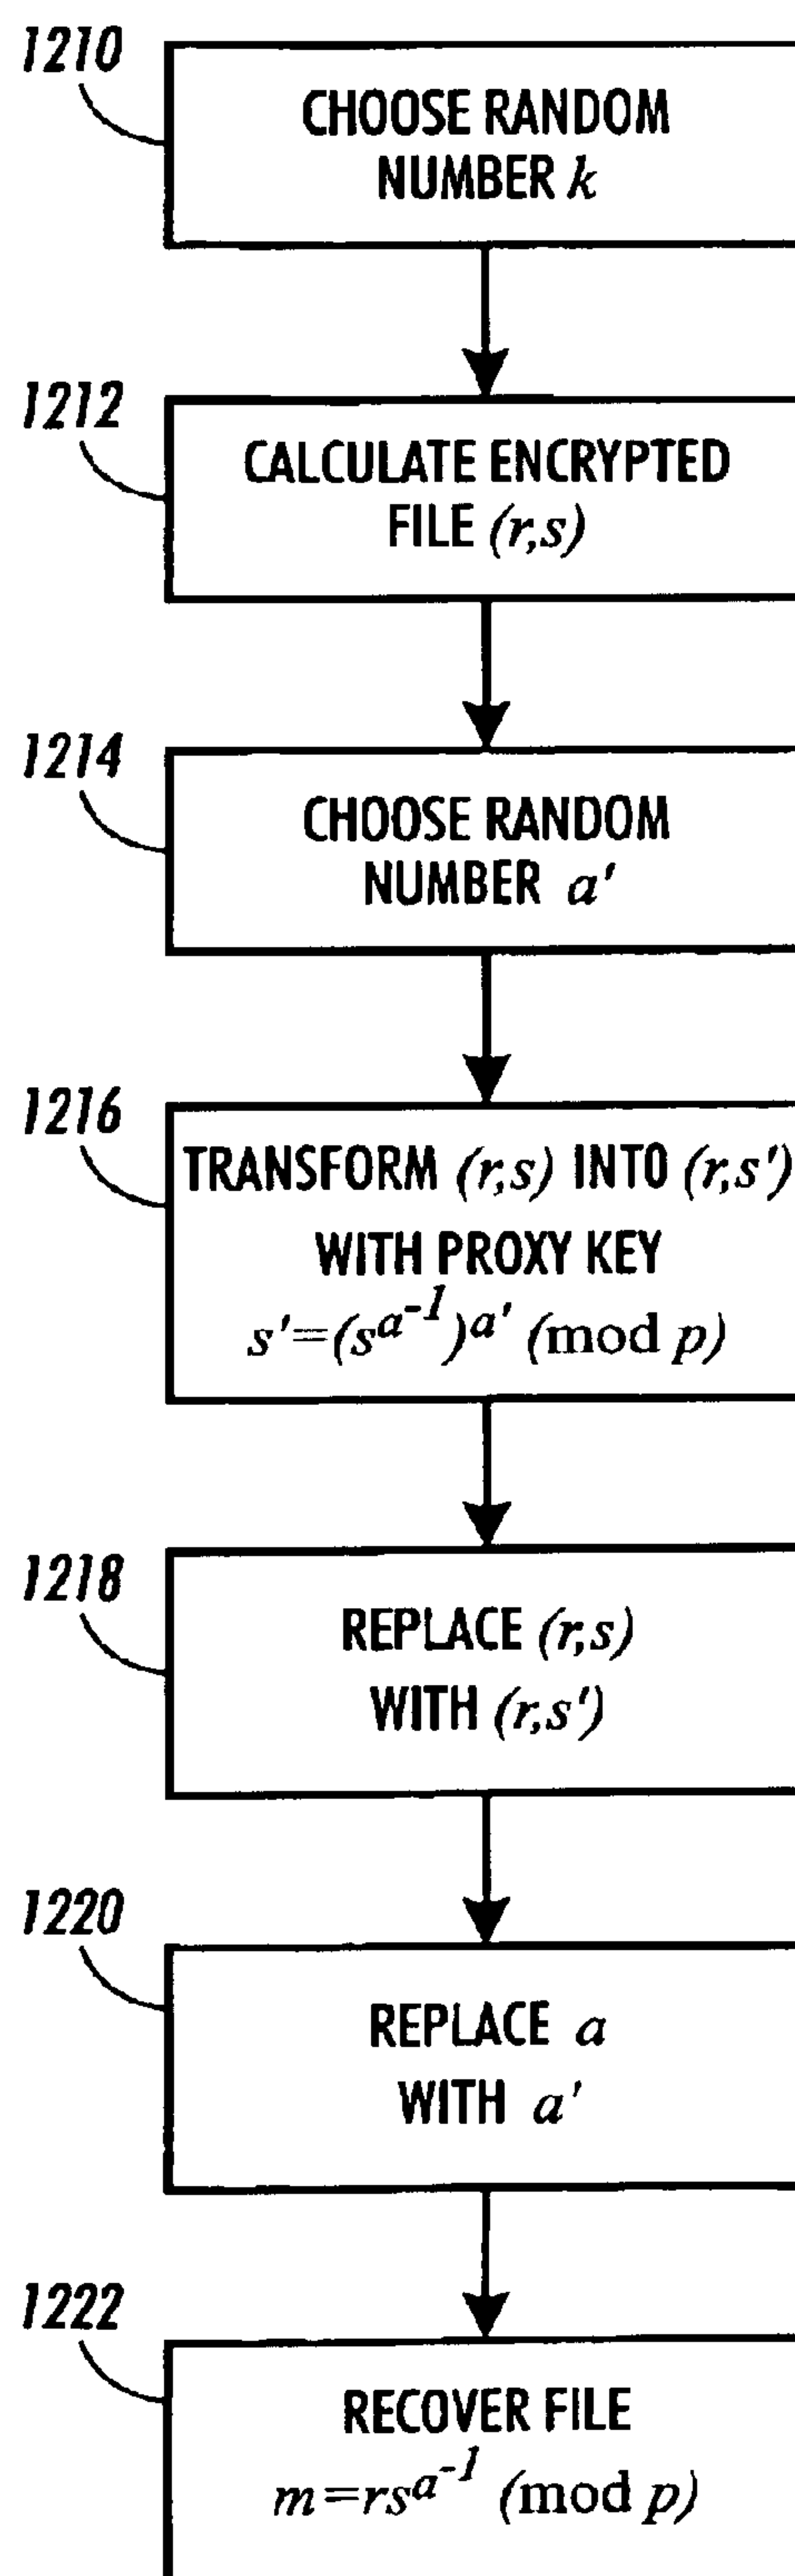 1210
CHOOSE RANDOM
NUMBER k
1212
CALCULATE ENCRYPTED
FILE (r,s)
1214
CHOOSE RANDOM
NUMBER a'
1216
TRANSFORM (r,s) INTO (r,s')
WITH PROXY KEY
s'=(s^{a^{-1}})^{a'} (mod p)
1218
REPLACE (r,s)
WITH (r,s')
1220
REPLACE a
WITH a'
1222
RECOVER FILE
m=rs^{a^{-1}} (mod p)